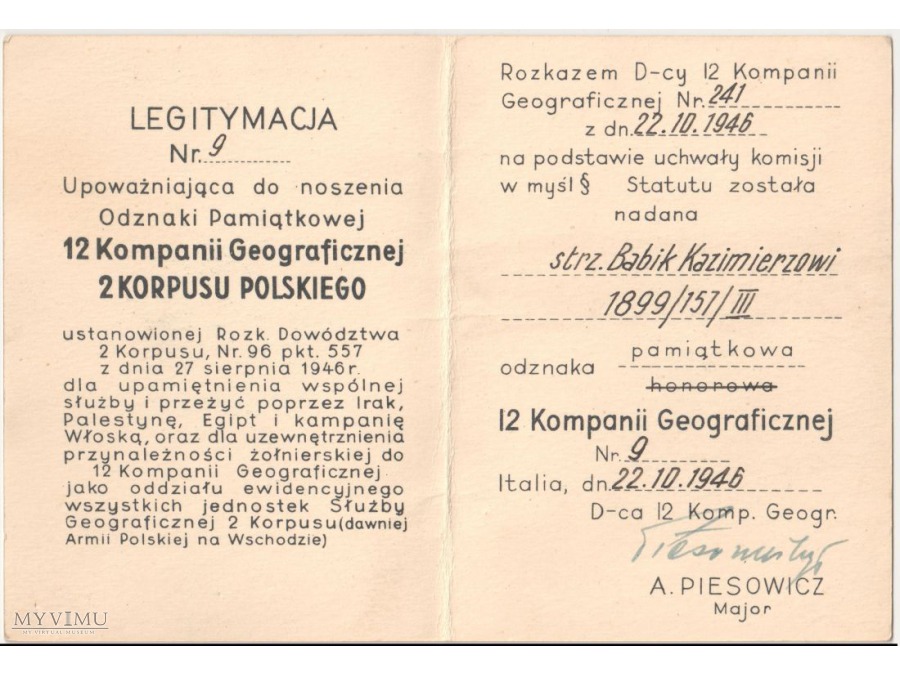 LEGITYMACJA
Nr. 9
Upoważniająca do noszenia
Odznaki Pamiątkowej
12 Kompanii Geograficznej
2 KORPUSU POLSKIEGO
ustanowionej Rozk. Dowództwa
2 Korpusu, Nr. 96 pkt. 557
z dnia 27 sierpnia 1946r.
dla upamiętnienia wspólnej
służby i przeżyć poprzez Irak,
Palestynę, Egipt i kampanię
Włoską, oraz dla uzewnętrznienia
przynależności żołnierskiej do
12 Kompanii Geograficznej
jako oddziału ewidencyjnego
wszystkich jednostek Służby
Geograficznej 2 Korpusu (dawniej
Armii Polskiej na Wschodzie)
Rozkazem D-cy 12 Kompanii
Geograficznej Nr. 241
z dn. 22.10.1946
na podstawie uchwały komisji
w myśl § Statutu została
nadana
strz. Babik Kazimierzowi
1899/157/III
odznaka pamiątkowa
honorowa
12 Kompanii Geograficznej
Nr. 9
Italia, dn. 22.10.1946
D-ca 12 Komp. Geogr.
A. PIESOWICZ
Major
MYVIMU
MY VIRTUAL MUSEUM